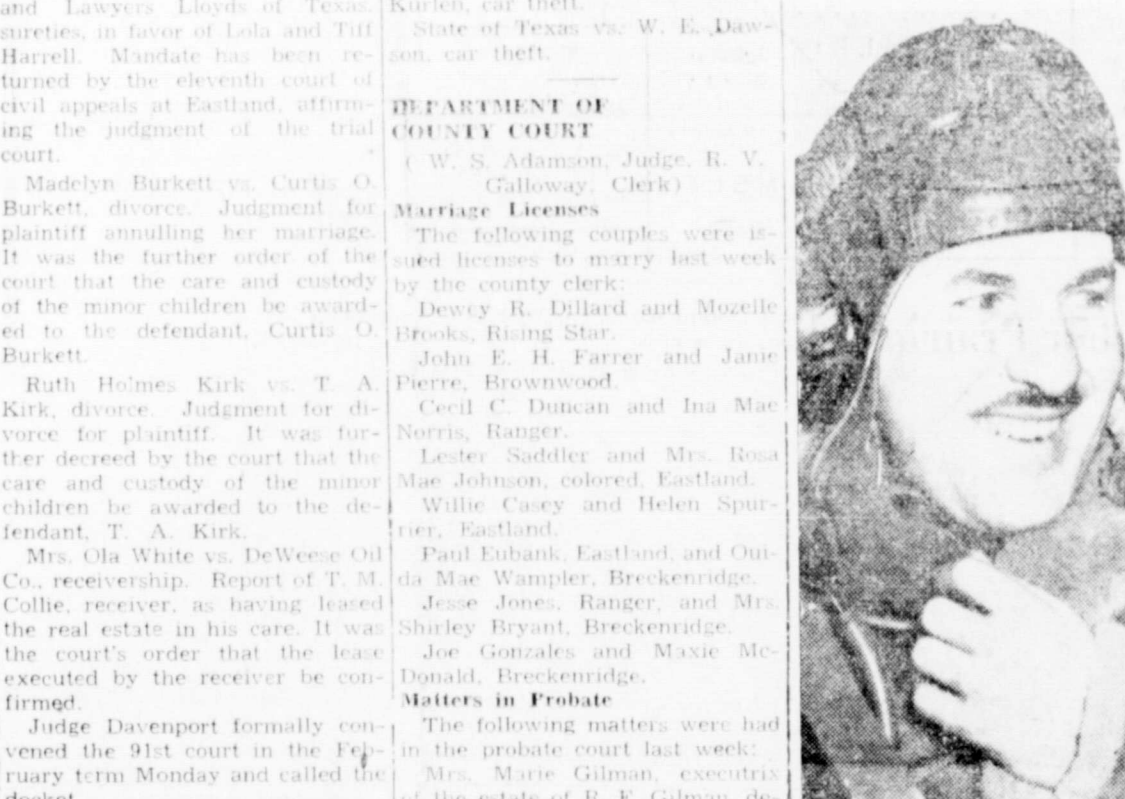 and Lawyers Lloyds of Texas,
sureties, in favor of Lola and Tiff
Harrell. Mandate has been re-
turned by the eleventh court of
civil appeals at Eastland, affirm-
ing the judgment of the trial
court.
Madelyn Burkett vs. Curtis O.
Burkett, divorce. Judgment for
plaintiff annulling her marriage.
It was the further order of the
court that the care and custody
of the minor children be award-
ed to the defendant, Curtis O.
Burkett.
Ruth Holmes Kirk vs. T. A.
Kirk, divorce. Judgment for di-
vorce for plaintiff. It was fur-
ther decreed by the court that the
care and custody of the minor
children be awarded to the de-
fendant, T. A. Kirk.
Mrs. Ola White vs. DeWeese Oil
Co., receivership. Report of T. M.
Collie, receiver, as having leased
the real estate in his care. It was
the court's order that the lease
executed by the receiver be con-
firmed.
Judge Davenport formally con-
vened the 91st court in the Feb-
ruary term Monday and called the
docket.
Kurlen, car theft.
State of Texas vs. W. E. Daw-
son, car theft.
DEPARTMENT OF
COUNTY COURT
( W. S. Adamson, Judge, R. V.
Galloway, Clerk)
Marriage Licenses
The following couples were is-
sued licenses to marry last week
by the county clerk:
Dewey R. Dillard and Mozelle
Brooks, Rising Star.
John E. H. Farrer and Janie
Pierre, Brownwood.
Cecil C. Duncan and Ina Mae
Norris, Ranger.
Lester Saddler and Mrs. Rosa
Mae Johnson, colored, Eastland.
Willie Casey and Helen Spur-
rier, Eastland.
Paul Eubank, Eastland, and Oui-
da Mae Wampler, Breckenridge.
Jesse Jones, Ranger, and Mrs.
Shirley Bryant, Breckenridge.
Joe Gonzales and Maxie Mc-
Donald, Breckenridge.
Matters in Probate
The following matters were had
in the probate court last week:
Mrs. Marie Gilman, executrix
of the estate of R. F. Gilman, de-